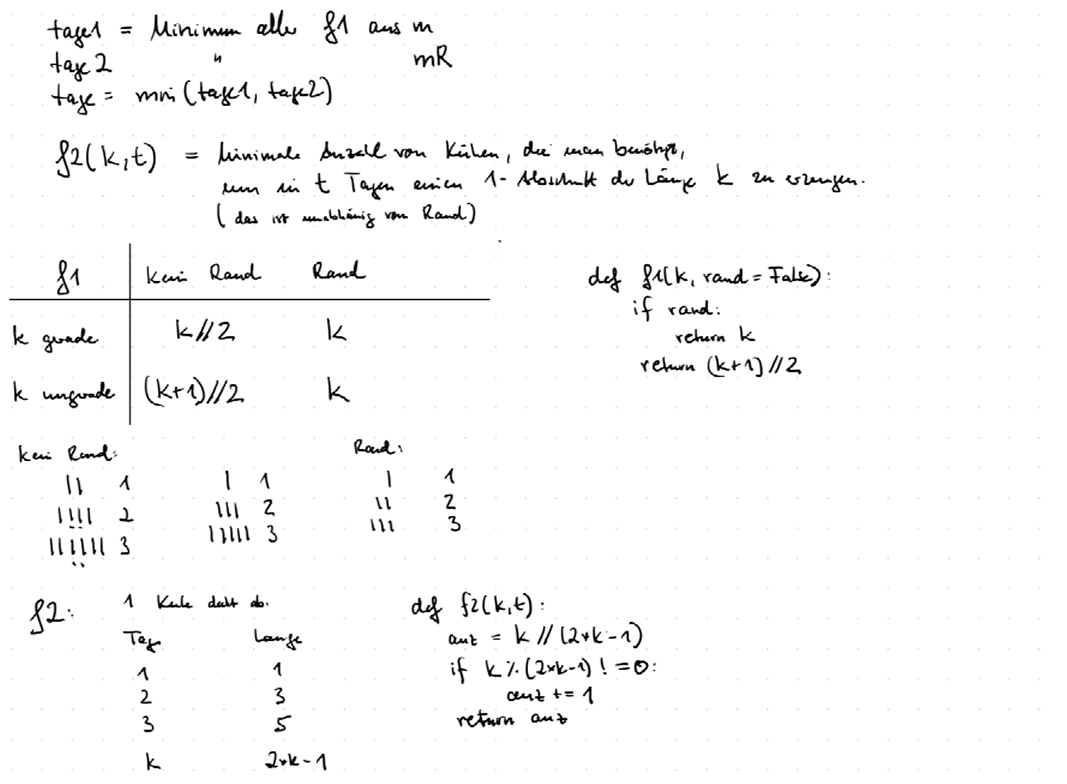 tage1 = Minimum aller f1 aus m
tage2 " mR
tage = min(tage1, tage2)
f2(k,t) = Minimale Anzahl von Kühen, die man benötigt,
um in t Tagen einen 1-Abschnitt der Länge k zu erzeugen.
(das ist unabhänig von Rand)
f1 kein Rand Rand
k gerade k//2 k
k ungerade (k+1)//2 k
def f1(k, rand=False):
if rand:
return k
return (k+1)//2
kein Rand:
|| 1 | 1
|||| 2 ||| 2
|||||| 3 ||||| 3
Rand:
| 1
|| 2
||| 3
f2: 1 Kuh deckt ab:
Tag Länge
1 1
2 3
3 5
k 2*k-1
def f2(k,t):
anz = k//(2*k-1)
if k%(2*k-1) != 0:
anz += 1
return anz